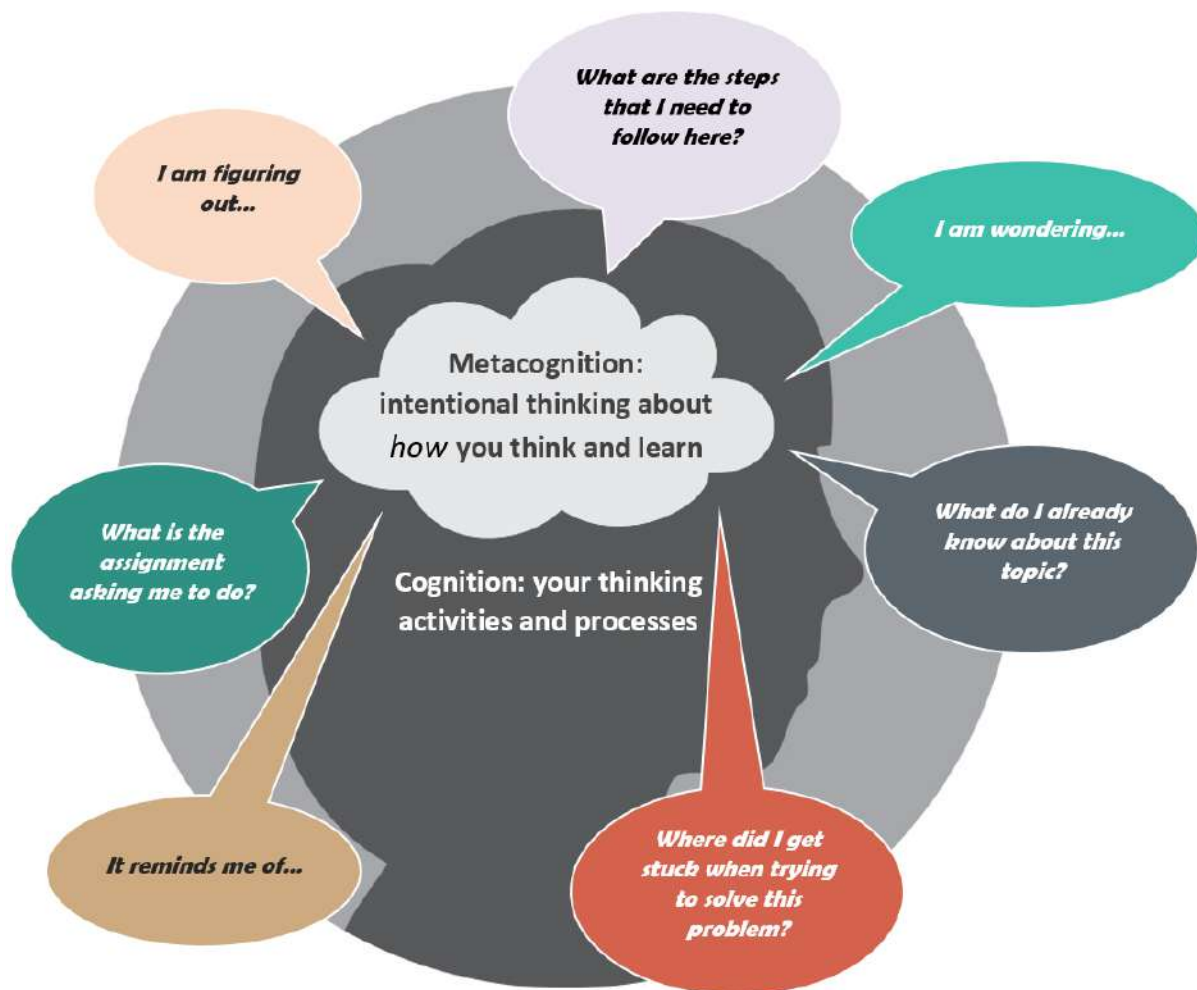 What are the steps
that I need to
follow here?
I am figuring
out...
I am wondering...
Metacognition:
intentional thinking about
how you think and learn
What is the
assignment
asking me to do?
What do I already
know about this
topic?
Cognition: your thinking
activities and processes
It reminds me of...
Where did I get
stuck when trying
to solve this
problem?